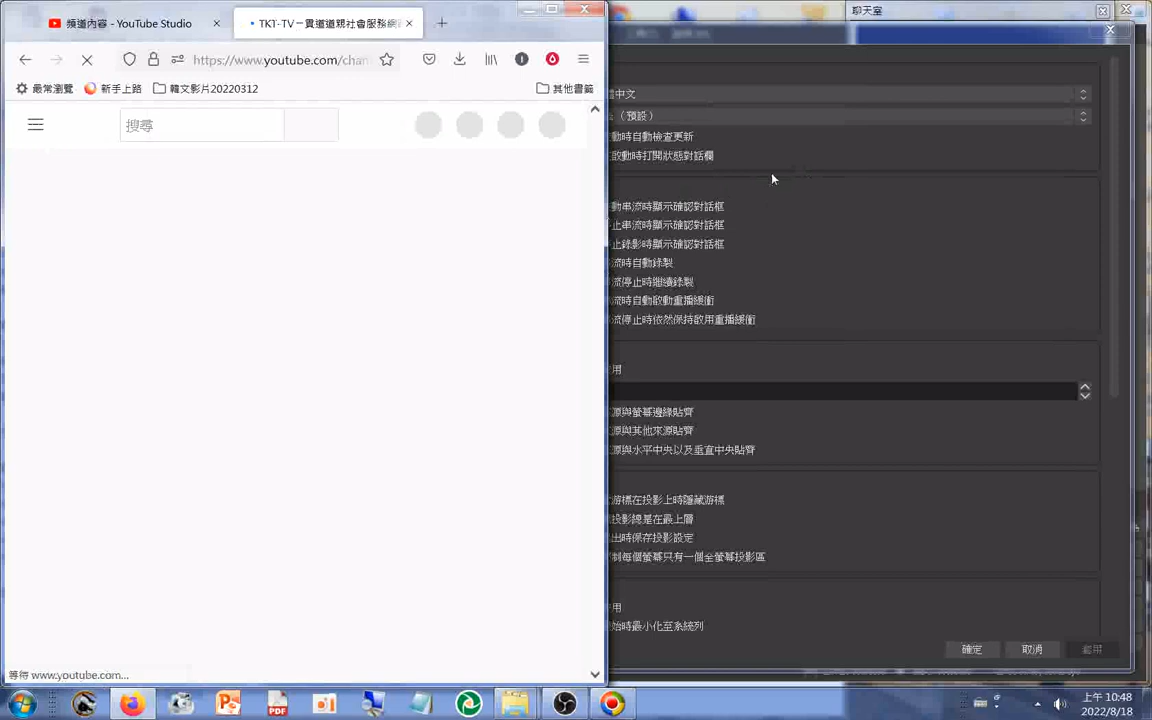 頻道內容 - YouTube Studio
TKT-TV－一貫道道親社會服務網
聊天室
https://www.youtube.com/chan
最常瀏覽
新手上路
韓文影片20220312
其他書籤
搜尋
體中文
（預設）
動時自動檢查更新
啟動時打開狀態對話欄
動串流時顯示確認對話框
止串流時顯示確認對話框
止錄影時顯示確認對話框
流時自動錄製
流停止時繼續錄製
流時自動啟動重播緩衝
流停止時依然保持啟用重播緩衝
用
源與螢幕邊緣貼齊
源與其他來源貼齊
源與水平中央以及垂直中央貼齊
游標在投影上時隱藏游標
投影總是在最上層
出時保存投影設定
制每個螢幕只有一個全螢幕投影區
用
始時最小化至系統列
確定
取消
套用
等待 www.youtube.com...
上午 10:48
2022/8/18